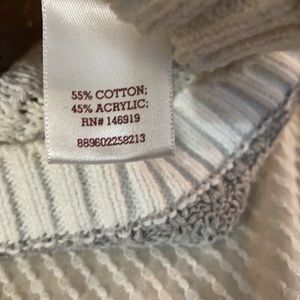 55% COTTON;
45% ACRYLIC;
RN# 146919
889602258213